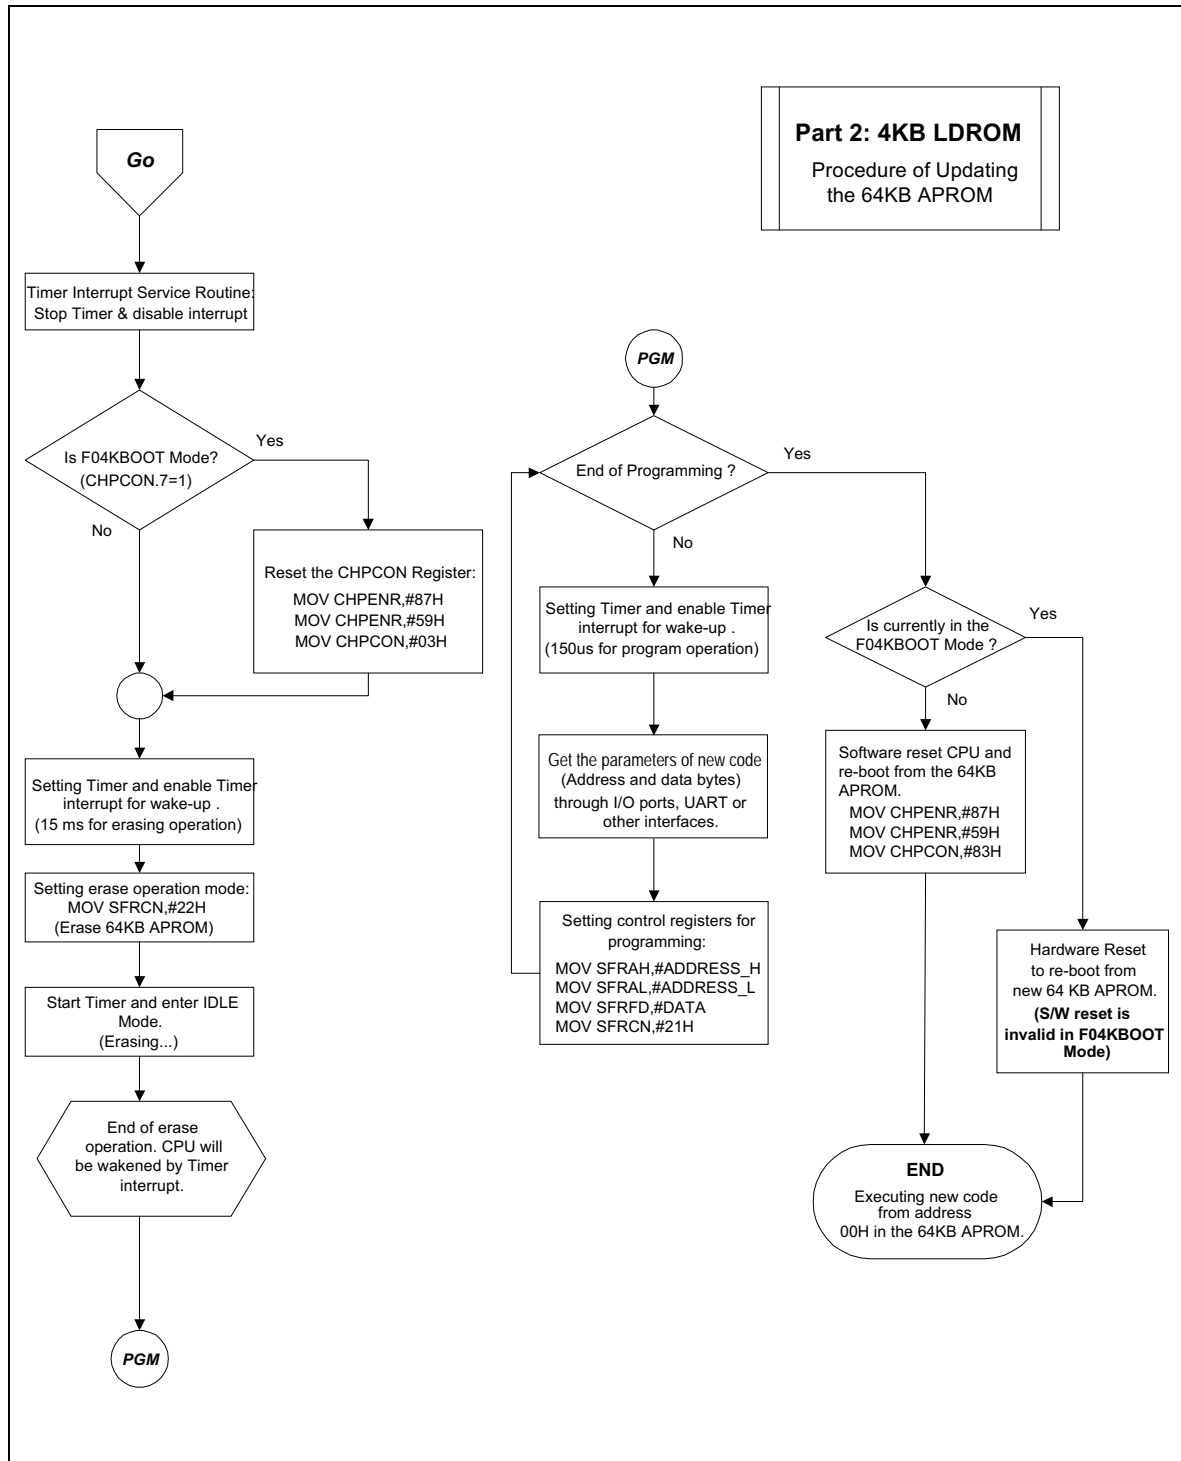 Part 2: 4KB LDROM
Procedure of Updating
the 64KB APROM
Go
Timer Interrupt Service Routine:
Stop Timer & disable interrupt
Is F04KBOOT Mode?
(CHPCON.7=1)
Yes
No
Reset the CHPCON Register:
MOV CHPENR,#87H
MOV CHPENR,#59H
MOV CHPCON,#03H
Setting Timer and enable Timer
interrupt for wake-up .
(15 ms for erasing operation)
Setting erase operation mode:
MOV SFRCN,#22H
(Erase 64KB APROM)
Start Timer and enter IDLE
Mode.
(Erasing...)
End of erase
operation. CPU will
be wakened by Timer
interrupt.
PGM
PGM
End of Programming ?
Yes
No
Setting Timer and enable Timer
interrupt for wake-up .
(150us for program operation)
Get the parameters of new code
(Address and data bytes)
through I/O ports, UART or
other interfaces.
Setting control registers for
programming:
MOV SFRAH,#ADDRESS_H
MOV SFRAL,#ADDRESS_L
MOV SFRFD,#DATA
MOV SFRCN,#21H
Is currently in the
F04KBOOT Mode ?
Yes
No
Software reset CPU and
re-boot from the 64KB
APROM.
MOV CHPENR,#87H
MOV CHPENR,#59H
MOV CHPCON,#83H
Hardware Reset
to re-boot from
new 64 KB APROM.
(S/W reset is
invalid in F04KBOOT
Mode)
END
Executing new code
from address
00H in the 64KB APROM.